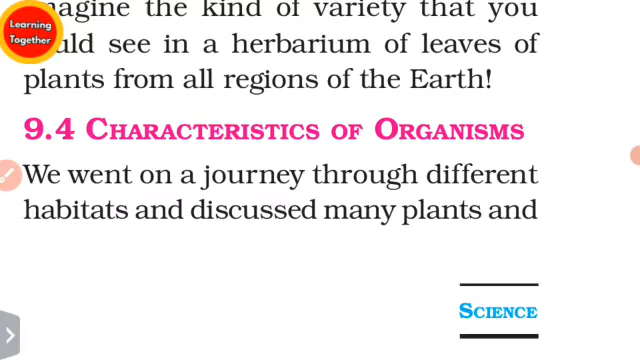 Learning
Together
magine the kind of variety that you
uld see in a herbarium of leaves of
plants from all regions of the Earth!
9.4 CHARACTERISTICS OF ORGANISMS
We went on a journey through different
habitats and discussed many plants and
SCIENCE